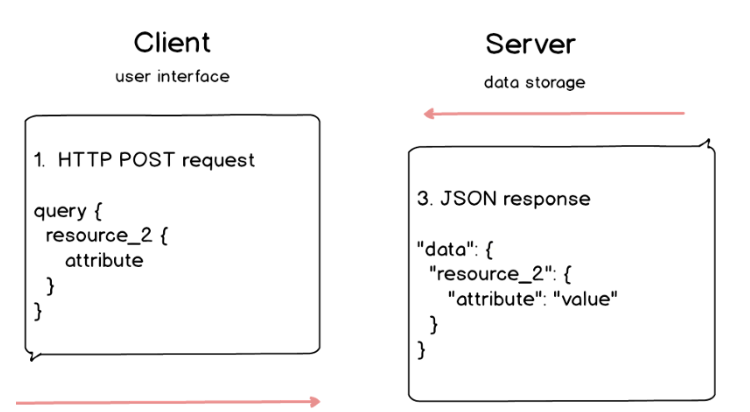 Client
user interface
1. HTTP POST request
query {
resource_2 {
attribute
}
}
Server
data storage
3. JSON response
"data": {
"resource_2": {
"attribute": "value"
}
}